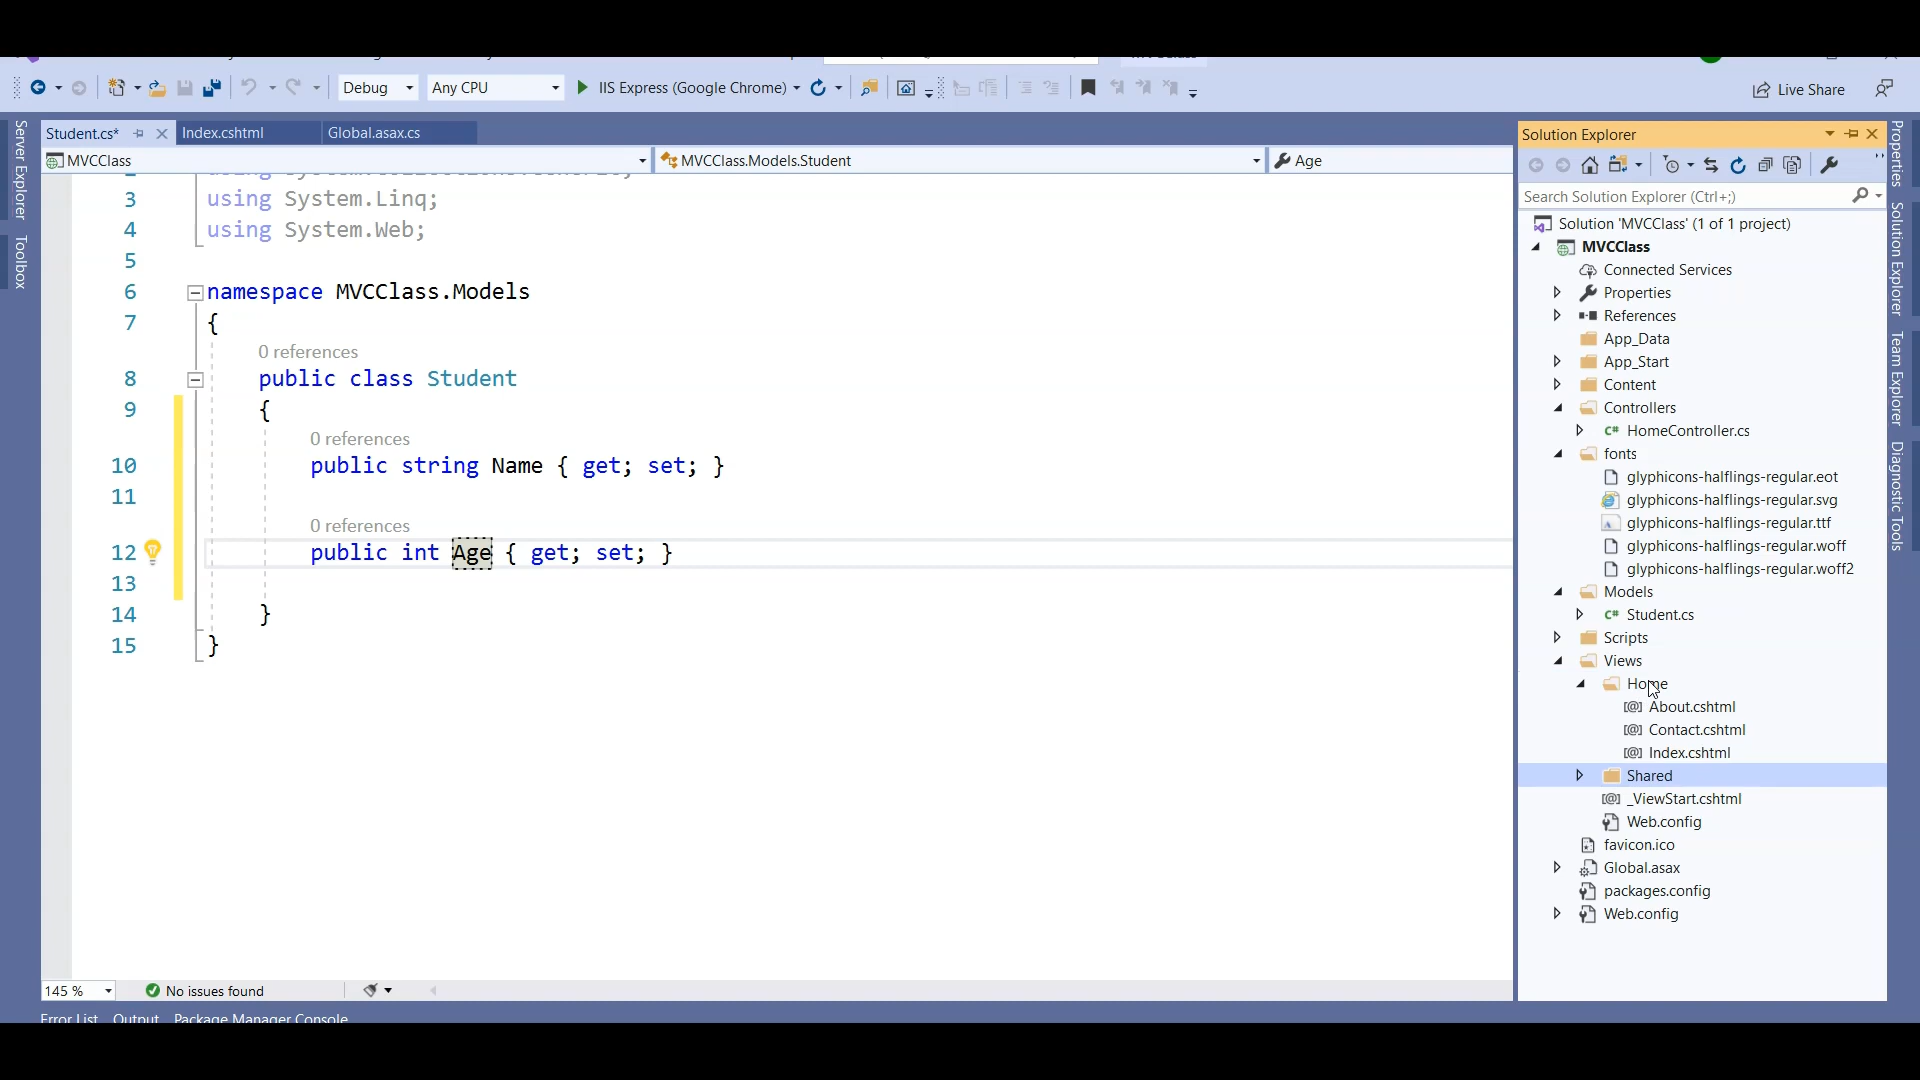 Debug
Any CPU
IIS Express (Google Chrome)
Live Share
Server Explorer
Toolbox
Student.cs*
Index.cshtml
Global.asax.cs
MVCClass
MVCClass.Models.Student
Age
3 using System.Linq;
4 using System.Web;
5
6 namespace MVCClass.Models
7 {
0 references
8 public class Student
9 {
0 references
10 public string Name { get; set; }
11
0 references
12 public int Age { get; set; }
13
14 }
15 }
145 %
No issues found
Error List Output Package Manager Console
Solution Explorer
Search Solution Explorer (Ctrl+;)
Solution 'MVCClass' (1 of 1 project)
MVCClass
Connected Services
Properties
References
App_Data
App_Start
Content
Controllers
C# HomeController.cs
fonts
glyphicons-halflings-regular.eot
glyphicons-halflings-regular.svg
glyphicons-halflings-regular.ttf
glyphicons-halflings-regular.woff
glyphicons-halflings-regular.woff2
Models
C# Student.cs
Scripts
Views
Home
[@] About.cshtml
[@] Contact.cshtml
[@] Index.cshtml
Shared
[@] _ViewStart.cshtml
Web.config
favicon.ico
Global.asax
packages.config
Web.config
Properties
Solution Explorer
Team Explorer
Diagnostic Tools